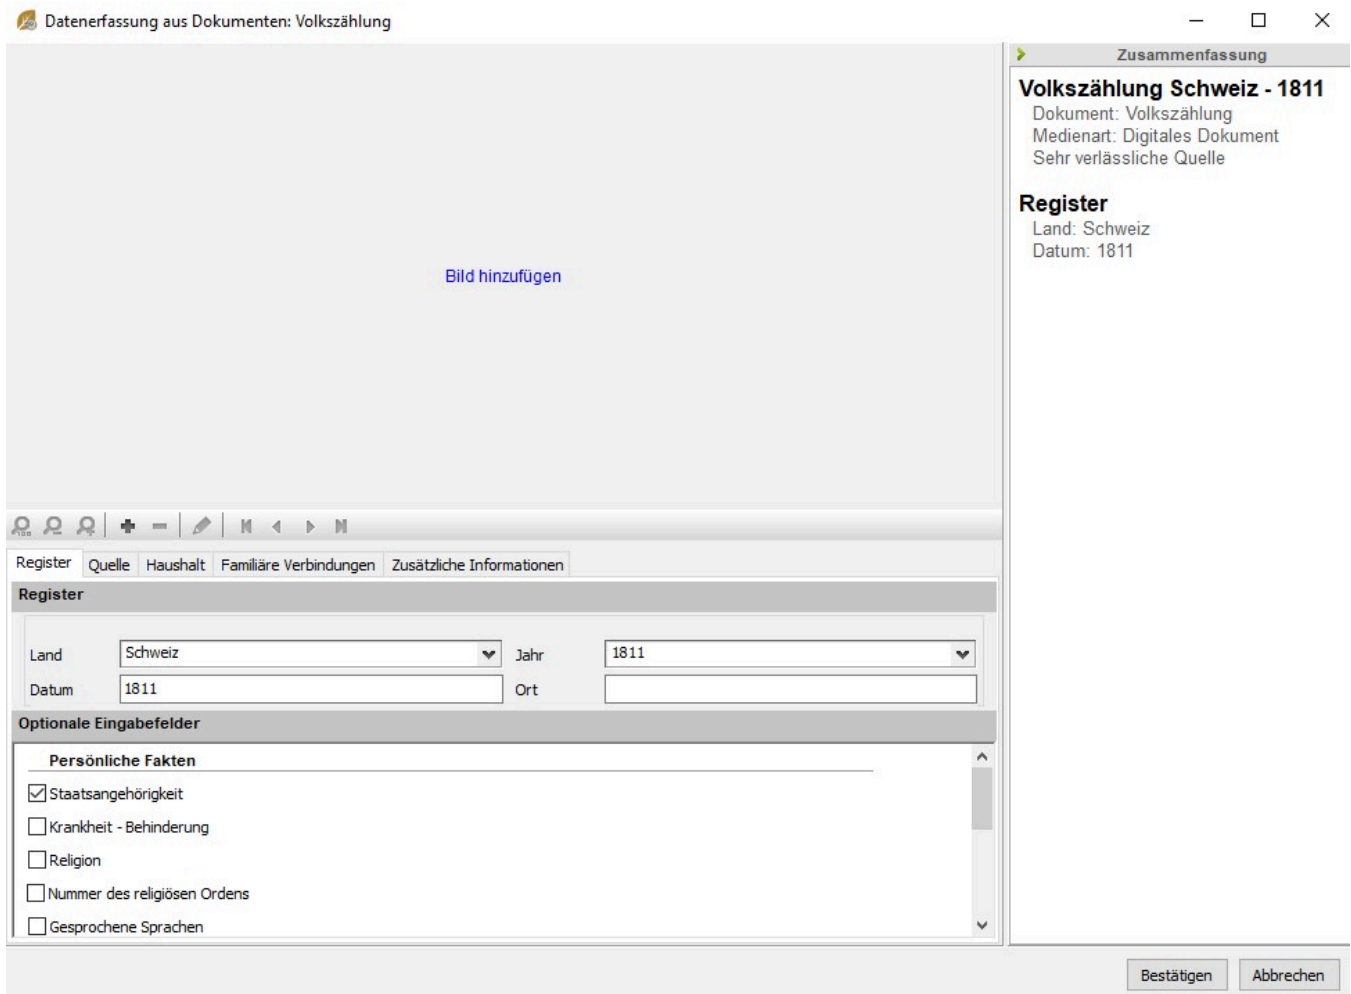 Datenerfassung aus Dokumenten: Volkszählung
Bild hinzufügen
Zusammenfassung
Volkszählung Schweiz - 1811
Dokument: Volkszählung
Medienart: Digitales Dokument
Sehr verlässliche Quelle
Register
Land: Schweiz
Datum: 1811
Register Quelle Haushalt Familiäre Verbindungen Zusätzliche Informationen
Register
Land Schweiz Jahr 1811
Datum 1811 Ort
Optionale Eingabefelder
Persönliche Fakten
Staatsangehörigkeit
Krankheit - Behinderung
Religion
Nummer des religiösen Ordens
Gesprochene Sprachen
Bestätigen Abbrechen